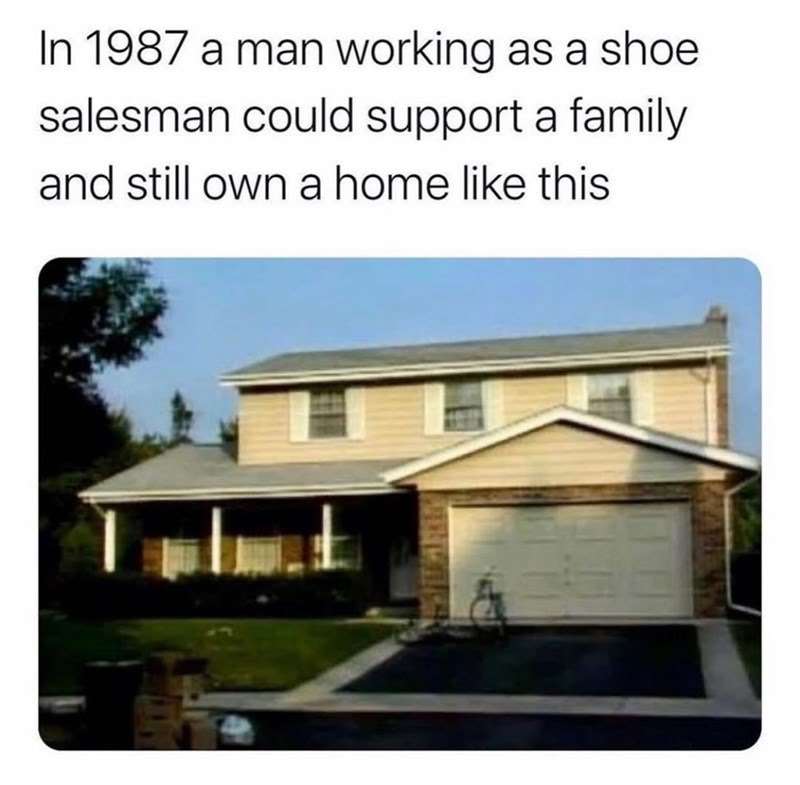 In 1987 a man working as a shoe
salesman could support a family
and still own a home like this